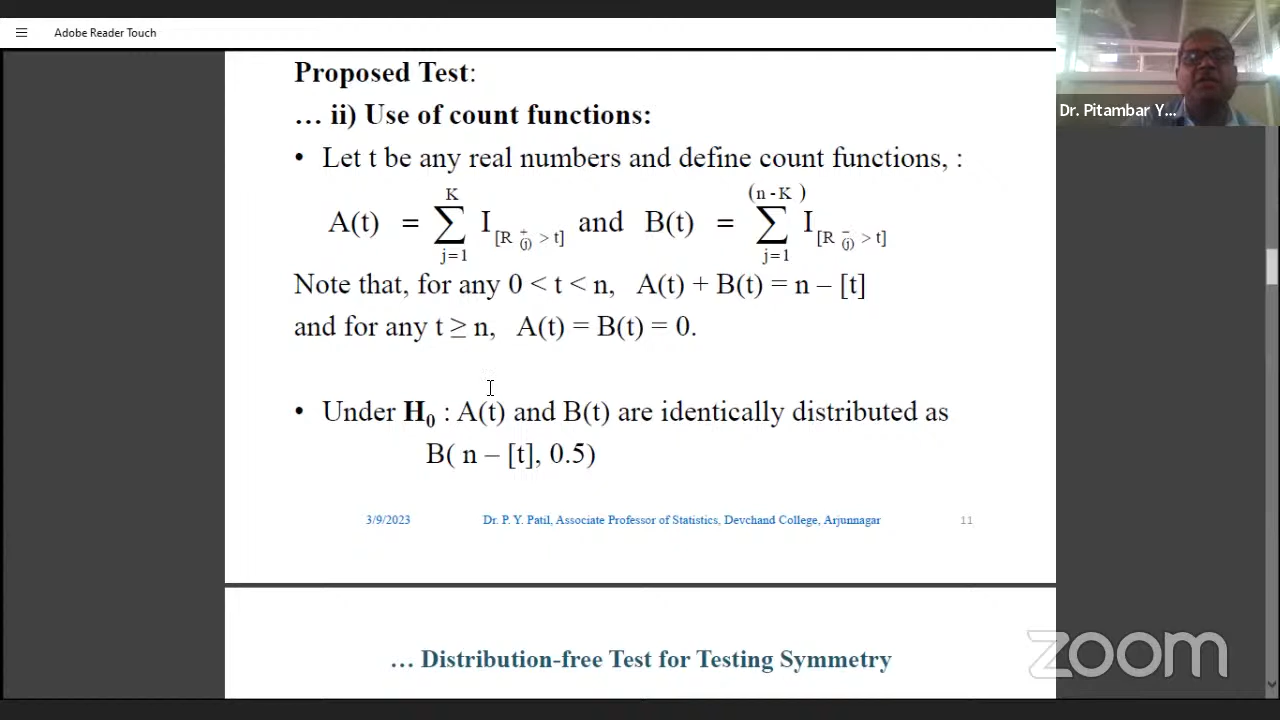 Adobe Reader Touch
Dr. Pitambar Y...
Proposed Test:
… ii) Use of count functions:
• Let t be any real numbers and define count functions, :
A(t) = ∑_{j=1}^{K} I_{[R^{+}_{(j)} > t]} and B(t) = ∑_{j=1}^{(n-K)} I_{[R^{−}_{(j)} > t]}
Note that, for any 0 < t < n, A(t) + B(t) = n – [t]
and for any t ≥ n, A(t) = B(t) = 0.
• Under H₀ : A(t) and B(t) are identically distributed as
B( n – [t], 0.5)
3/9/2023 Dr. P. Y. Patil, Associate Professor of Statistics, Devchand College, Arjunnagar 11
… Distribution-free Test for Testing Symmetry
zoom